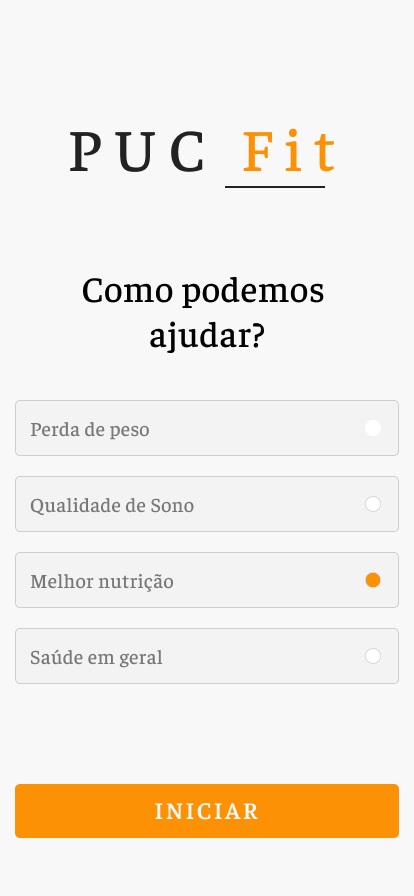 PUC Fit
Como podemos
ajudar?
Perda de peso
Qualidade de Sono
Melhor nutrição
Saúde em geral
INICIAR